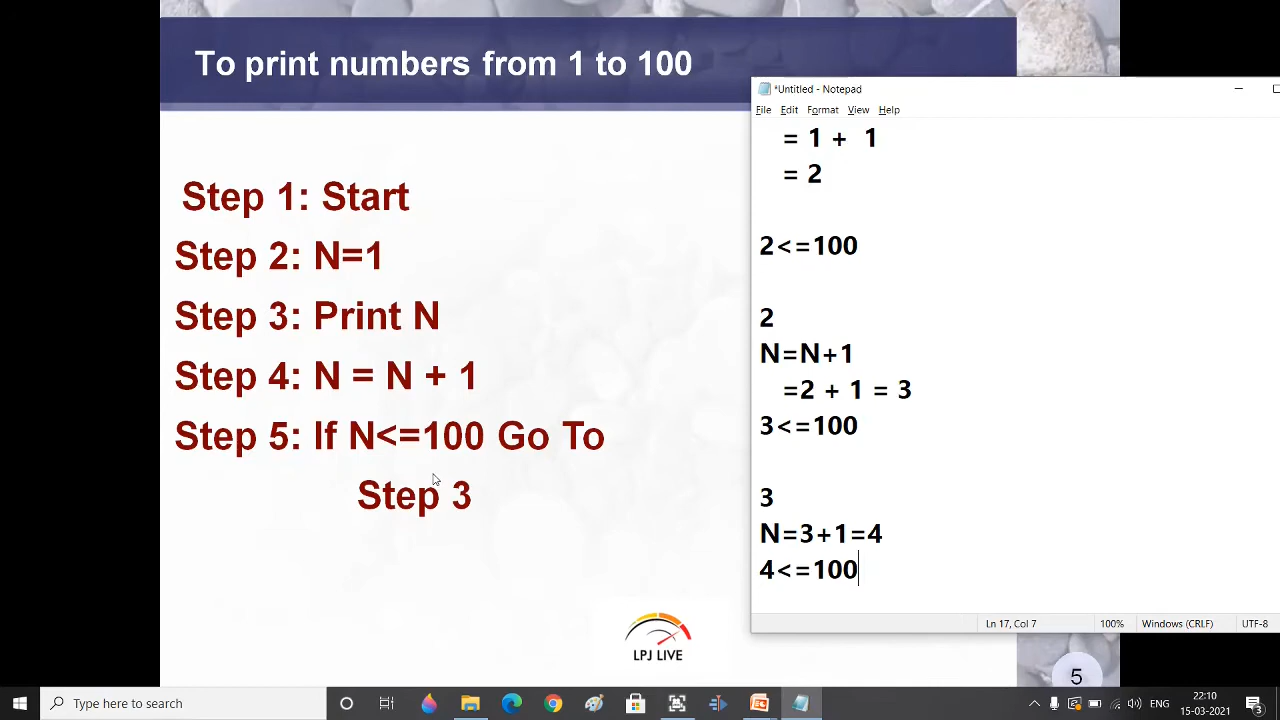 To print numbers from 1 to 100
Step 1: Start
Step 2: N=1
Step 3: Print N
Step 4: N = N + 1
Step 5: If N<=100 Go To
Step 3
LPJ LIVE
5
*Untitled - Notepad
File Edit Format View Help
= 1 + 1
= 2
2<=100
2
N=N+1
=2 + 1 = 3
3<=100
3
N=3+1=4
4<=100
Ln 17, Col 7 100% Windows (CRLF) UTF-8
Type here to search
ENG
22:10
15-03-2021
3